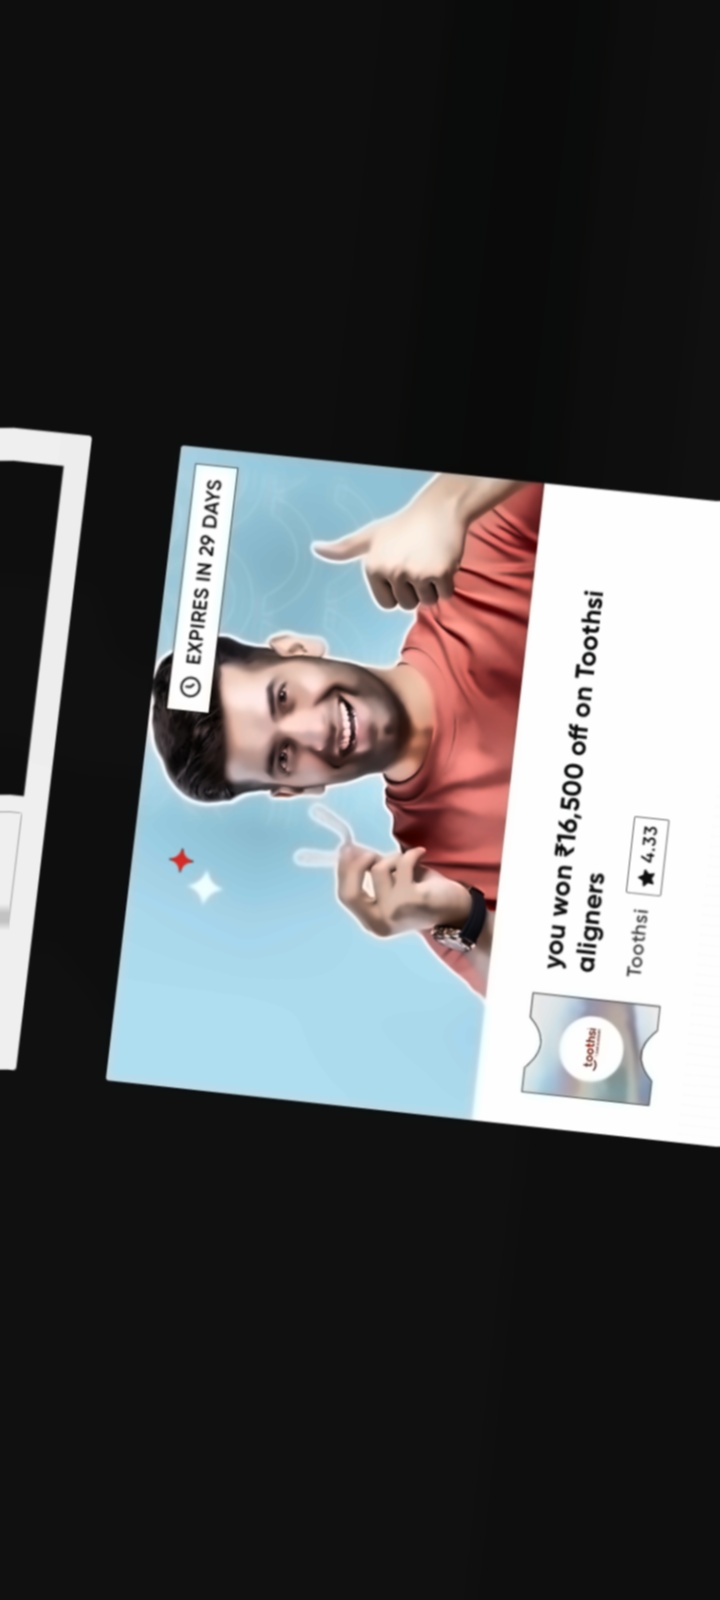 EXPIRES IN 29 DAYS
you won ₹16,500 off on Toothsi
aligners
Toothsi ★ 4.33
toothsi